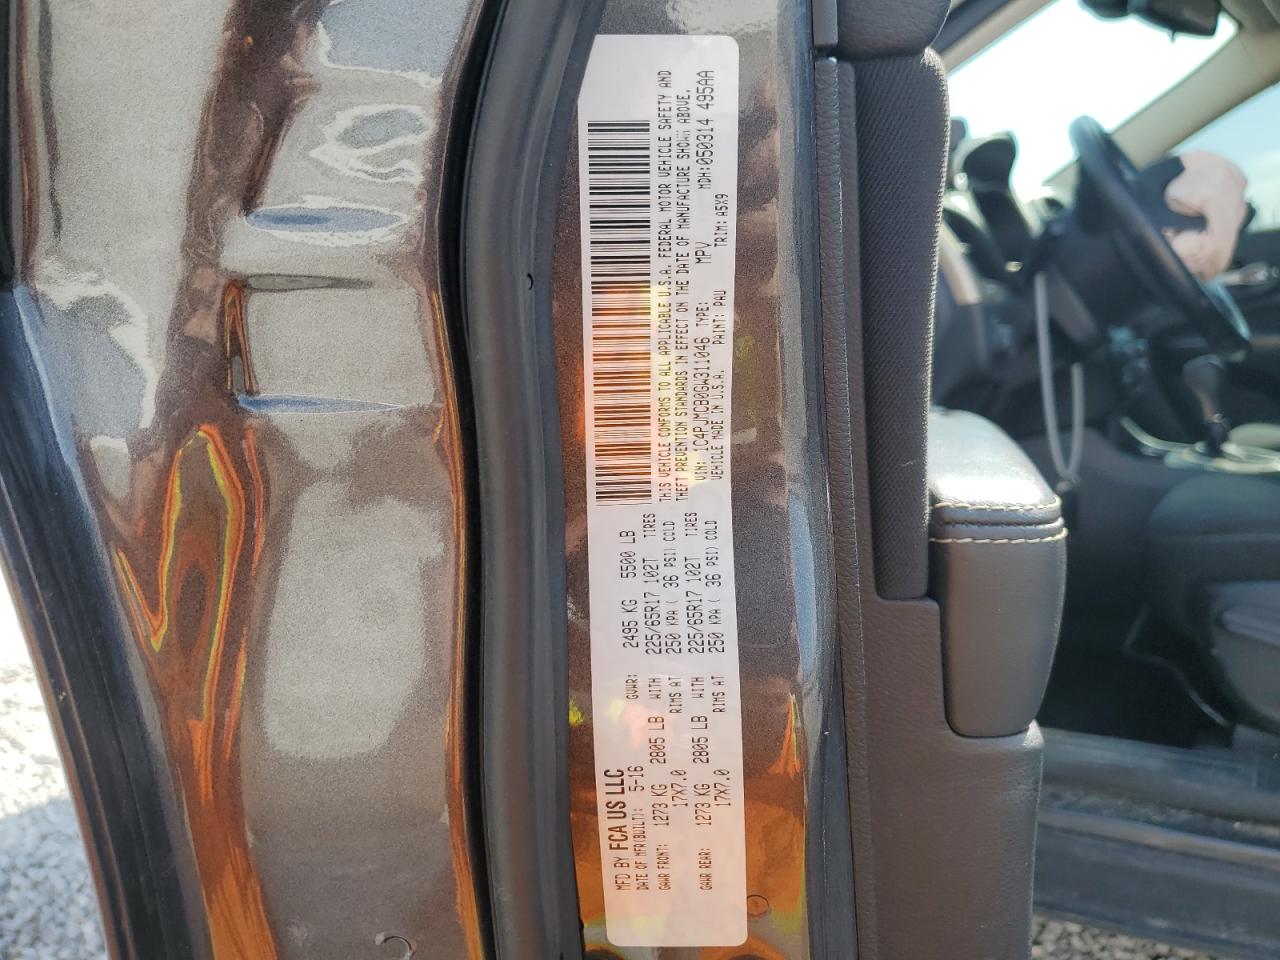 MFD BY FCA US LLC
DATE OF MFR(BUILT): 5-16 GVWR: 2495 KG 5500 LB
GAWR FRONT: 1273 KG 2805 LB WITH 225/65R17 102T TIRES
17X7.0 RIMS AT 250 KPA ( 36 PSI) COLD
GAWR REAR: 1273 KG 2805 LB WITH 225/65R17 102T TIRES
17X7.0 RIMS AT 250 KPA ( 36 PSI) COLD
THIS VEHICLE CONFORMS TO ALL APPLICABLE U.S.A. FEDERAL MOTOR VEHICLE SAFETY AND
THEFT PREVENTION STANDARDS IN EFFECT ON THE DATE OF MANUFACTURE SHOWN ABOVE.
VIN: 1C4PJMCB0GW311046 TYPE: MPV MDH:050314 495AA
VEHICLE MADE IN U.S.A. PAINT: PAU TRIM: A5X9